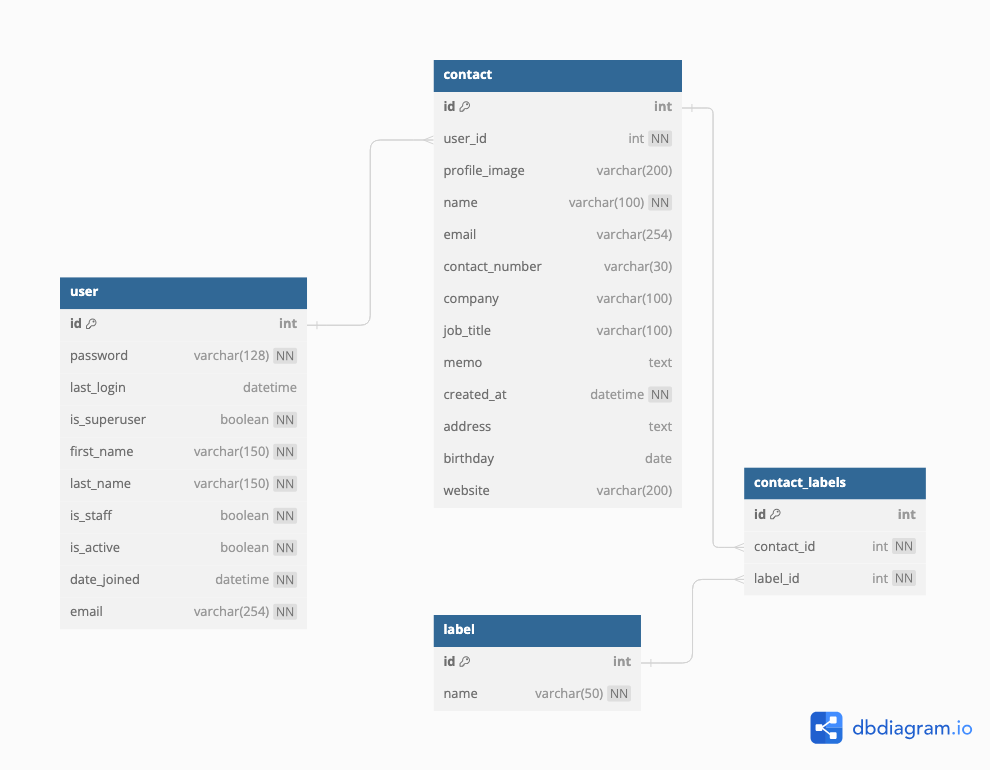 contact
id int
user_id int NN
profile_image varchar(200)
name varchar(100) NN
email varchar(254)
contact_number varchar(30)
company varchar(100)
job_title varchar(100)
memo text
created_at datetime NN
address text
birthday date
website varchar(200)
user
id int
password varchar(128) NN
last_login datetime
is_superuser boolean NN
first_name varchar(150) NN
last_name varchar(150) NN
is_staff boolean NN
is_active boolean NN
date_joined datetime NN
email varchar(254) NN
contact_labels
id int
contact_id int NN
label_id int NN
label
id int
name varchar(50) NN
dbdiagram.io